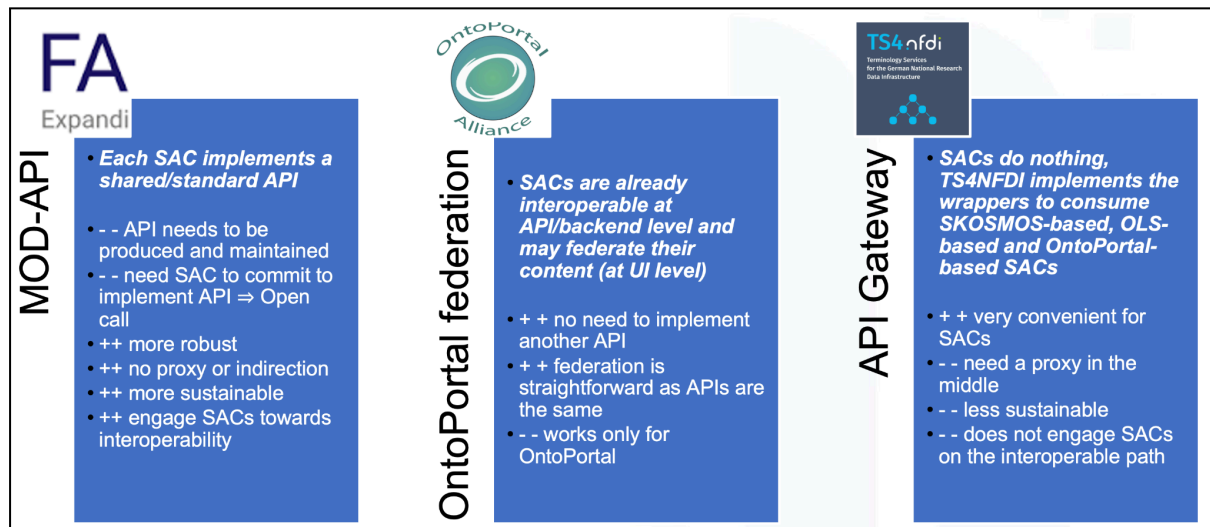 FA
Expandi
MOD-API
• Each SAC implements a
shared/standard API
• - - API needs to be
produced and maintained
• - - need SAC to commit to
implement API ⇒ Open
call
• ++ more robust
• ++ no proxy or indirection
• ++ more sustainable
• ++ engage SACs towards
interoperability
OntoPortal
Alliance
OntoPortal federation
• SACs are already
interoperable at
API/backend level and
may federate their
content (at UI level)
• + + no need to implement
another API
• + + federation is
straightforward as APIs are
the same
• - - works only for
OntoPortal
TS4nfdi
Terminology Services
for the German National Research
Data Infrastructure
API Gateway
• SACs do nothing,
TS4NFDI implements the
wrappers to consume
SKOSMOS-based, OLS-
based and OntoPortal-
based SACs
• + + very convenient for
SACs
• - - need a proxy in the
middle
• - - less sustainable
• - - does not engage SACs
on the interoperable path